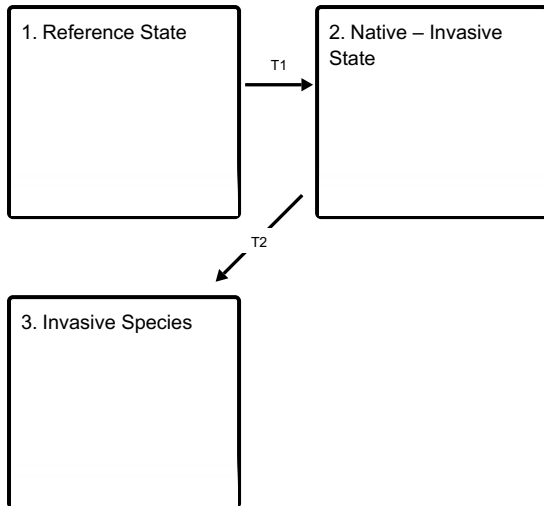 1. Reference State
2. Native – Invasive
State
T1
T2
3. Invasive Species